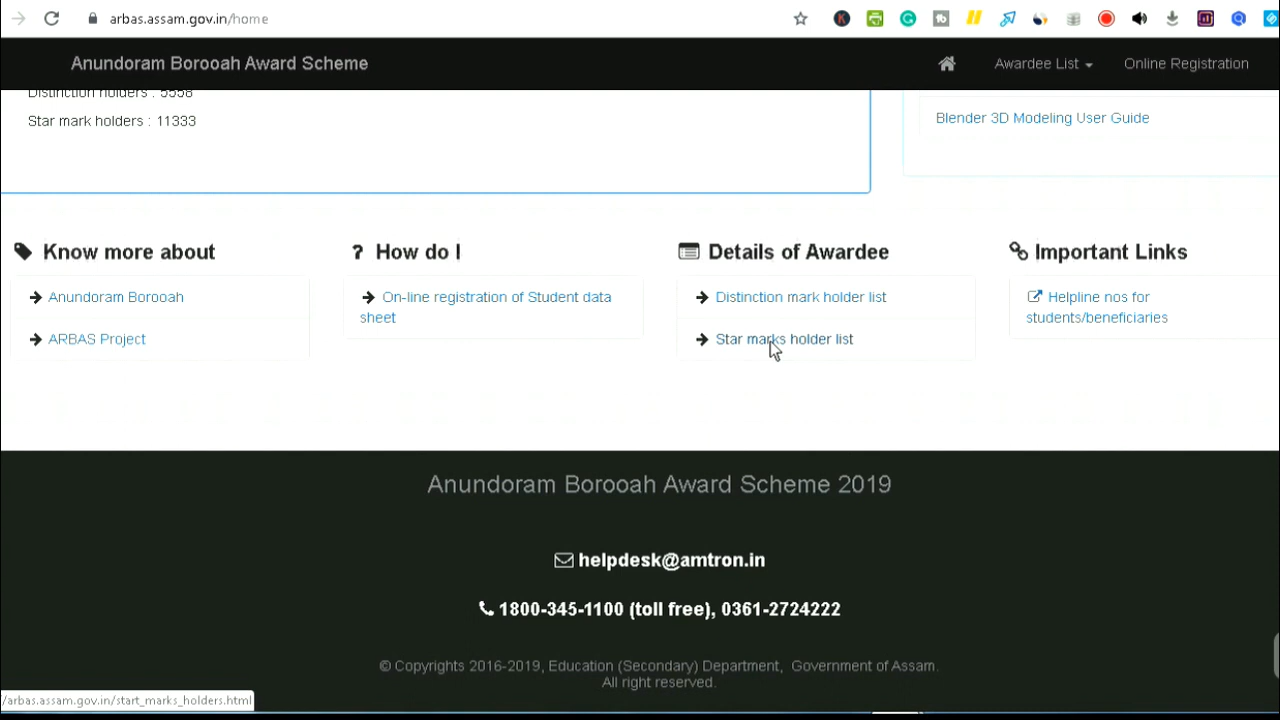 arbas.assam.gov.in/home
Anundoram Borooah Award Scheme
Awardee List
Online Registration
Distinction holders : 5558
Star mark holders : 11333
Blender 3D Modeling User Guide
Know more about
Anundoram Borooah
ARBAS Project
? How do I
On-line registration of Student data
sheet
Details of Awardee
Distinction mark holder list
Star marks holder list
Important Links
Helpline nos for
students/beneficiaries
Anundoram Borooah Award Scheme 2019
helpdesk@amtron.in
1800-345-1100 (toll free), 0361-2724222
© Copyrights 2016-2019, Education (Secondary) Department, Government of Assam.
All right reserved.
/arbas.assam.gov.in/start_marks_holders.html